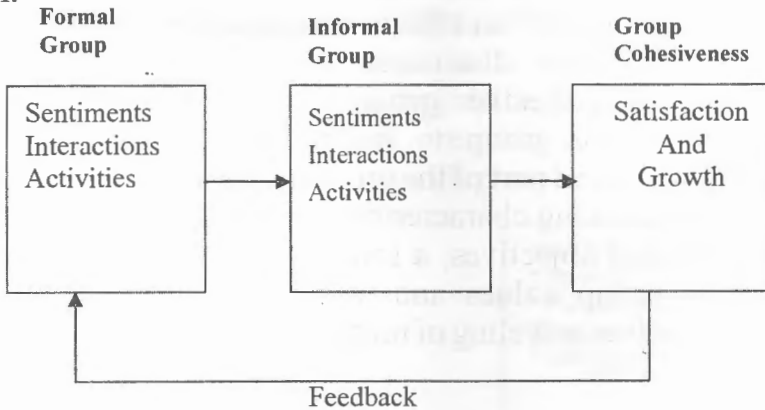 Formal
Group
Informal
Group
Group
Cohesiveness
Sentiments
Interactions
Activities
Sentiments
Interactions
Activities
Satisfaction
And
Growth
Feedback